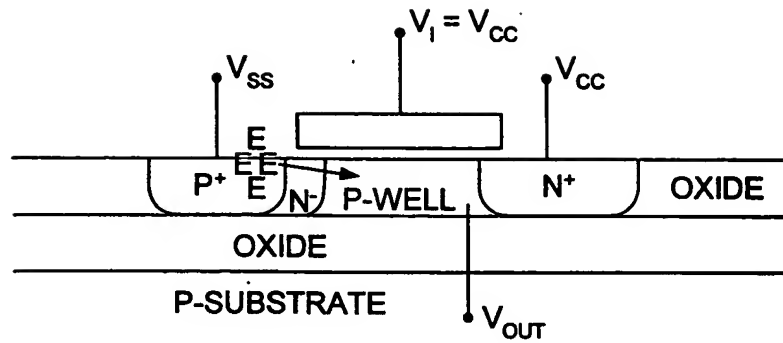 V_I = V_CC
V_SS
V_CC
E
E E
E
P+
N-
P-WELL
N+
OXIDE
OXIDE
P-SUBSTRATE
V_OUT